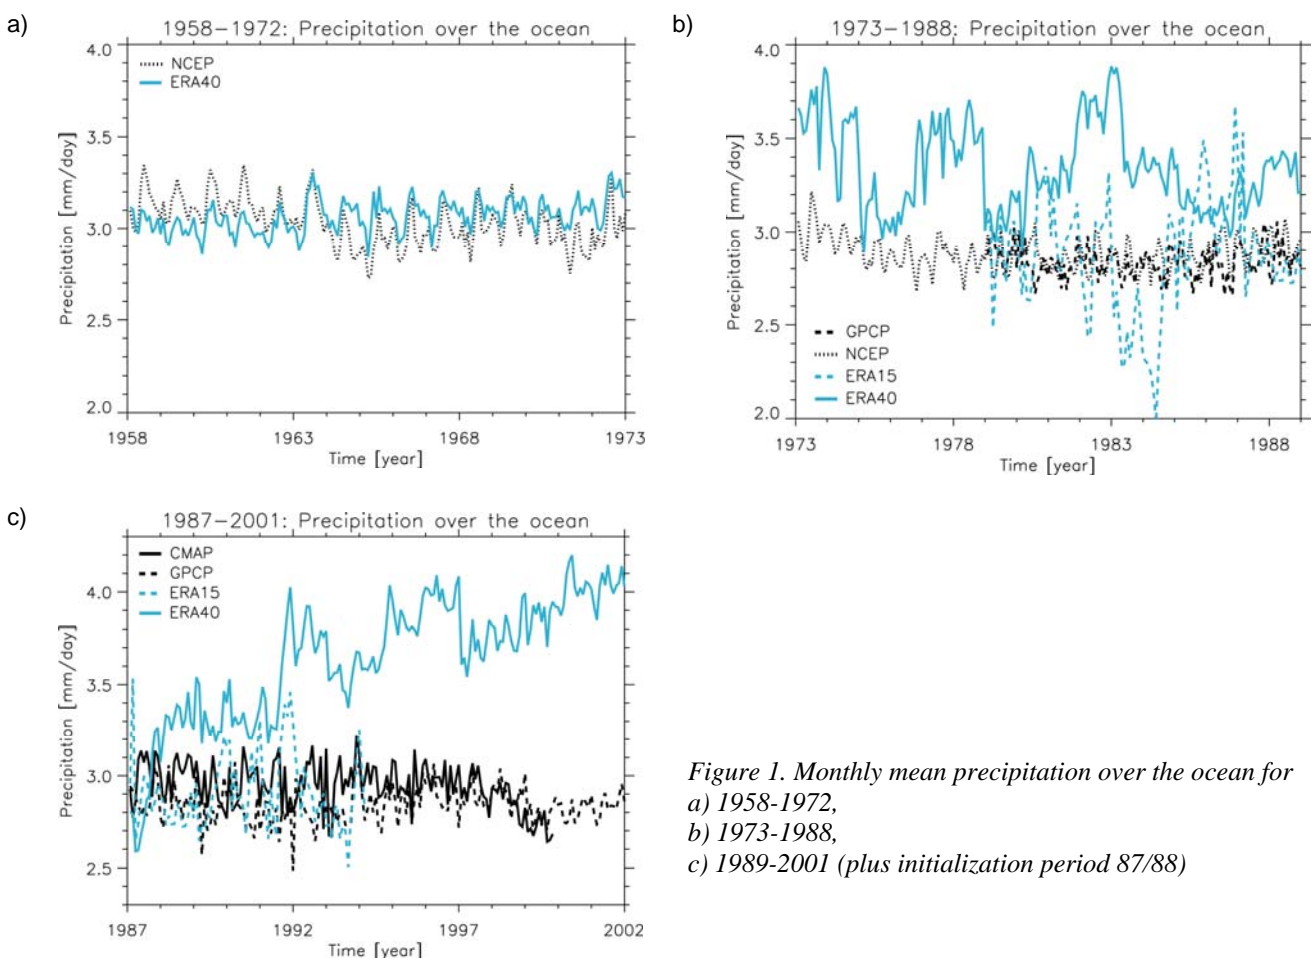 a)
1958-1972: Precipitation over the ocean
4.0
3.5
3.0
2.5
2.0
Precipitation [mm/day]
NCEP
ERA40
1958
1963
1968
1973
Time [year]
b)
1973-1988: Precipitation over the ocean
4.0
3.5
3.0
2.5
2.0
Precipitation [mm/day]
GPCP
NCEP
ERA15
ERA40
1973
1978
1983
1988
Time [year]
c)
1987-2001: Precipitation over the ocean
4.0
3.5
3.0
2.5
Precipitation [mm/day]
CMAP
GPCP
ERA15
ERA40
1987
1992
1997
2002
Time [year]
Figure 1. Monthly mean precipitation over the ocean for
a) 1958-1972,
b) 1973-1988,
c) 1989-2001 (plus initialization period 87/88)